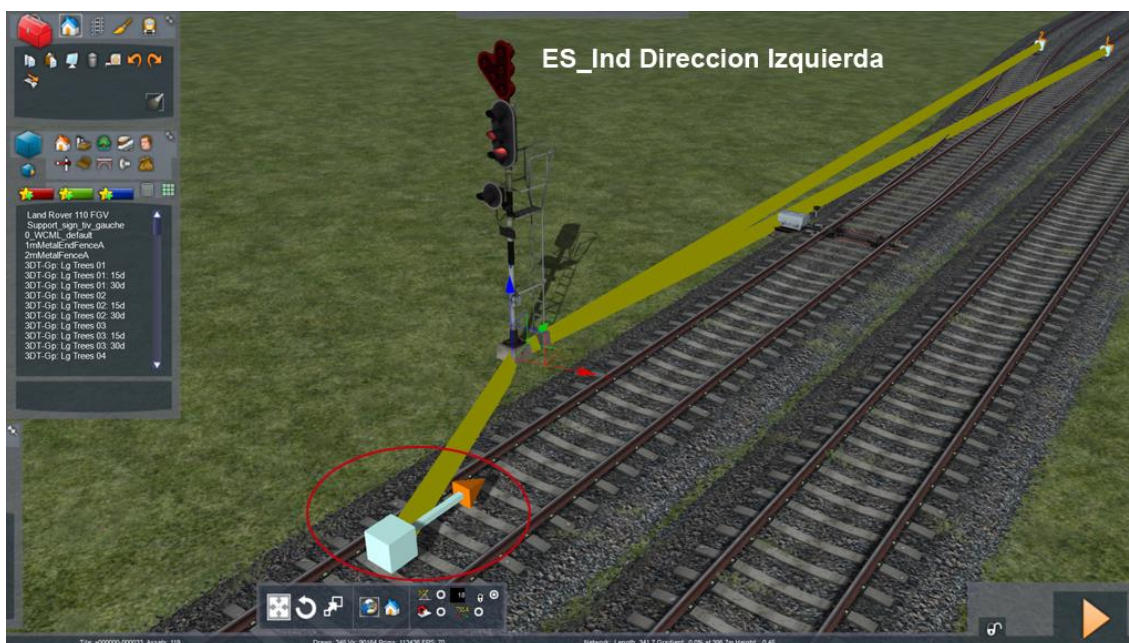 ES_Ind Direccion Izquierda
Land Rover 110 FGV
Support_sign_tiv_gauche
0_WCML_default
1mMetalEndFenceA
2mMetalFenceA
3DT-Gp: Lg Trees 01
3DT-Gp: Lg Trees 01: 15d
3DT-Gp: Lg Trees 01: 30d
3DT-Gp: Lg Trees 02
3DT-Gp: Lg Trees 02: 15d
3DT-Gp: Lg Trees 02: 30d
3DT-Gp: Lg Trees 03
3DT-Gp: Lg Trees 03: 15d
3DT-Gp: Lg Trees 03: 30d
3DT-Gp: Lg Trees 04